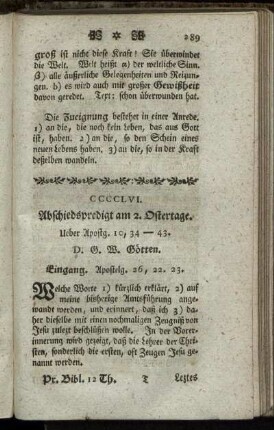 289
groß ist nicht diese Kraft! Sie überwindet
die Welt. Welt heißt α) der weltliche Sinn,
β) alle äußerliche Gelegenheiten und Reizun-
gen. b) es wird auch mit großer Gewißheit
davon geredet. Text: schon überwunden hat.
Die Zueignung bestehet in einer Anrede.
1) an die, die noch kein Leben, das aus Gott
ist, haben. 2) an die, so den Schein eines
neuen Lebens haben. 3) an die, so in der Kraft
desselben wandeln.
CCCCLVI.
Abschiedspredigt am 2. Ostertage.
Ueber Apostg. 10, 34 — 43.
D. G. W. Götten.
Eingang. Apostelg. 26, 22. 23.
Welche Worte 1) kürzlich erklärt, 2) auf
meine bisherige Amtsführung ange-
wandt werden, und erinnert, daß ich 3) da-
her dieselbe mit einen nochmaligen Zeugniß von
Jesu zuletzt beschlüßen wolle. In der Vorer-
innerung wird gezeigt, daß die Lehrer der Chri-
sten, sonderlich die ersten, oft Zeugen Jesu ge-
nannt werden.
Pr. Bibl. 12 Th. T Leztes